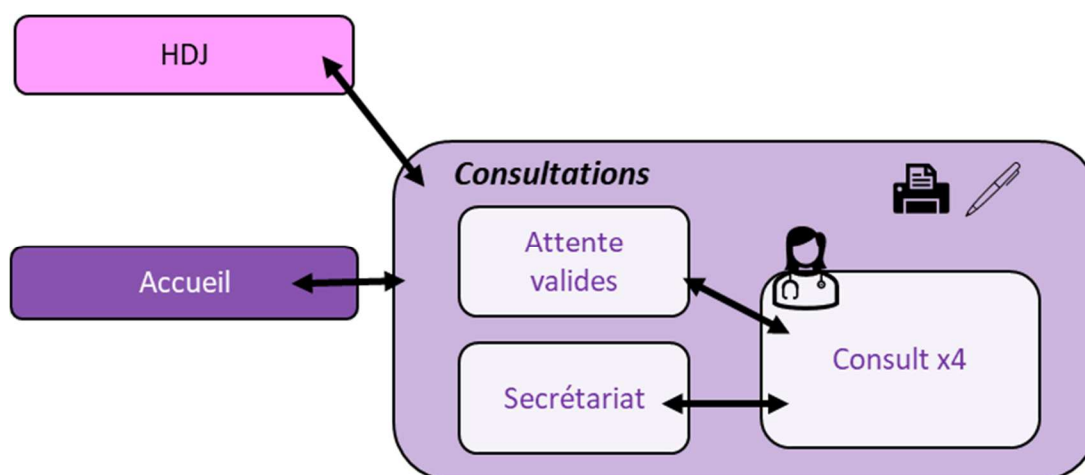 HDJ
Consultations
Attente
valides
Accueil
Consult x4
Secrétariat